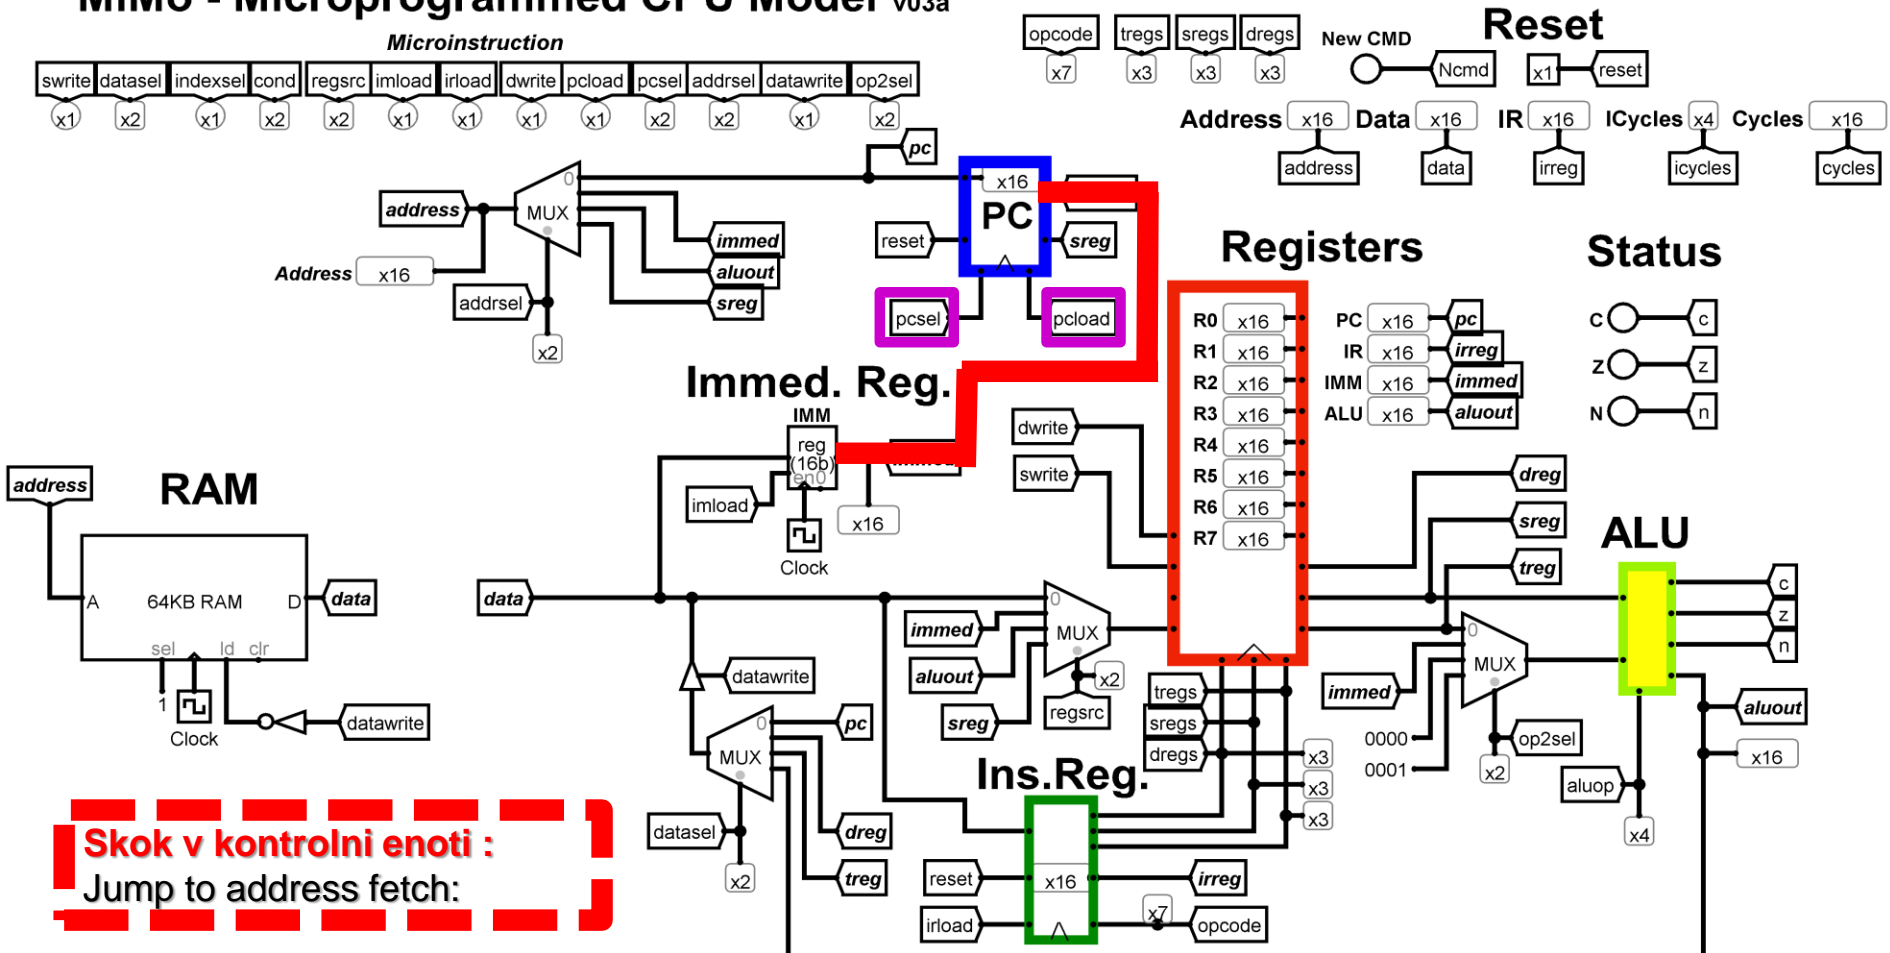 MiMo - Microprogrammed CPU Model v03a
Microinstruction
swrite datasel indexsel cond regsrc imload irload dwrite pcload pcsel addrsel datawrite op2sel
x1 x2 x1 x2 x2 x1 x1 x1 x1 x2 x2 x1 x2
opcode tregs sregs dregs
x7 x3 x3 x3
New CMD
Ncmd
Reset
x1 reset
Address x16 Data x16 IR x16 ICycles x4 Cycles x16
address data irreg icycles cycles
pc
0
MUX
address
Address x16
addrsel
x2
immed
aluout
sreg
x16
PC
reset
sreg
pcsel
pcload
Registers
R0 x16
R1 x16
R2 x16
R3 x16
R4 x16
R5 x16
R6 x16
R7 x16
PC x16 pc
IR x16 irreg
IMM x16 immed
ALU x16 aluout
Status
C c
Z z
N n
Immed. Reg.
IMM
reg
(16b)
en0
imload
x16
Clock
dwrite
swrite
address
RAM
A 64KB RAM D
data
sel ld clr
1
Clock
datawrite
data
0
MUX
immed
aluout
sreg
x2
regsrc
datawrite
0
MUX
pc
dreg
treg
datasel
x2
dreg
sreg
treg
ALU
c
z
n
0
MUX
immed
0000
0001
op2sel
x2
aluop
x4
aluout
x16
tregs
sregs
dregs
x3
x3
x3
Ins.Reg.
reset
x16
irreg
irload
x7
opcode
Skok v kontrolni enoti :
Jump to address fetch: